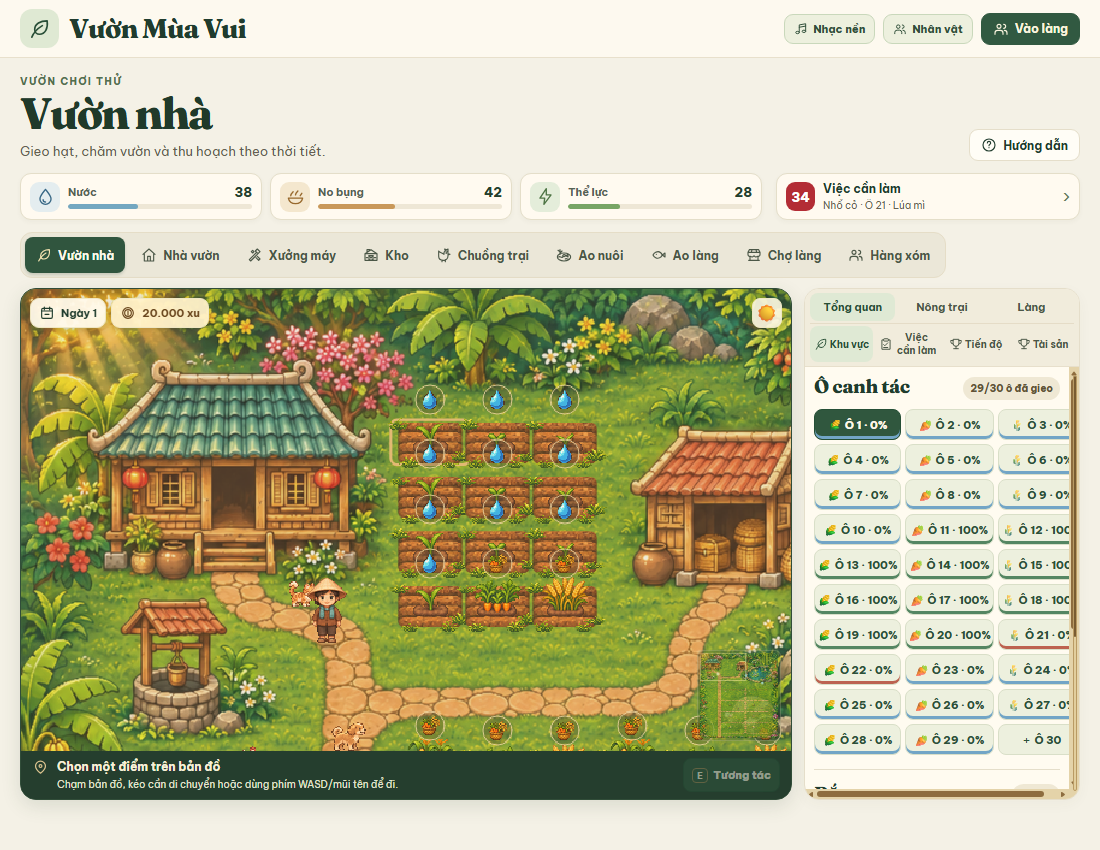 Vườn Mùa Vui
Nhạc nền
Nhân vật
Vào làng
VƯỜN CHƠI THỬ
Vườn nhà
Gieo hạt, chăm vườn và thu hoạch theo thời tiết.
Hướng dẫn
Nước 38
No bụng 42
Thể lực 28
34 Việc cần làm
Nhổ cỏ · Ô 21 · Lúa mì
Vườn nhà
Nhà vườn
Xưởng máy
Kho
Chuồng trại
Ao nuôi
Ao làng
Chợ làng
Hàng xóm
Ngày 1
20.000 xu
Chọn một điểm trên bản đồ
Chạm bản đồ, kéo cần di chuyển hoặc dùng phím WASD/mũi tên để đi.
E Tương tác
Tổng quan
Nông trại
Làng
Khu vực
Việc cần làm
Tiến độ
Tài sản
Ô canh tác
29/30 ô đã gieo
Ô 1 · 0%
Ô 2 · 0%
Ô 3 · 0%
Ô 4 · 0%
Ô 5 · 0%
Ô 6 · 0%
Ô 7 · 0%
Ô 8 · 0%
Ô 9 · 0%
Ô 10 · 0%
Ô 11 · 100%
Ô 12 · 100
Ô 13 · 100%
Ô 14 · 100%
Ô 15 · 100
Ô 16 · 100%
Ô 17 · 100%
Ô 18 · 100
Ô 19 · 100%
Ô 20 · 100%
Ô 21 · 0%
Ô 22 · 0%
Ô 23 · 0%
Ô 24 · 0%
Ô 25 · 0%
Ô 26 · 0%
Ô 27 · 0%
Ô 28 · 0%
Ô 29 · 0%
+ Ô 30